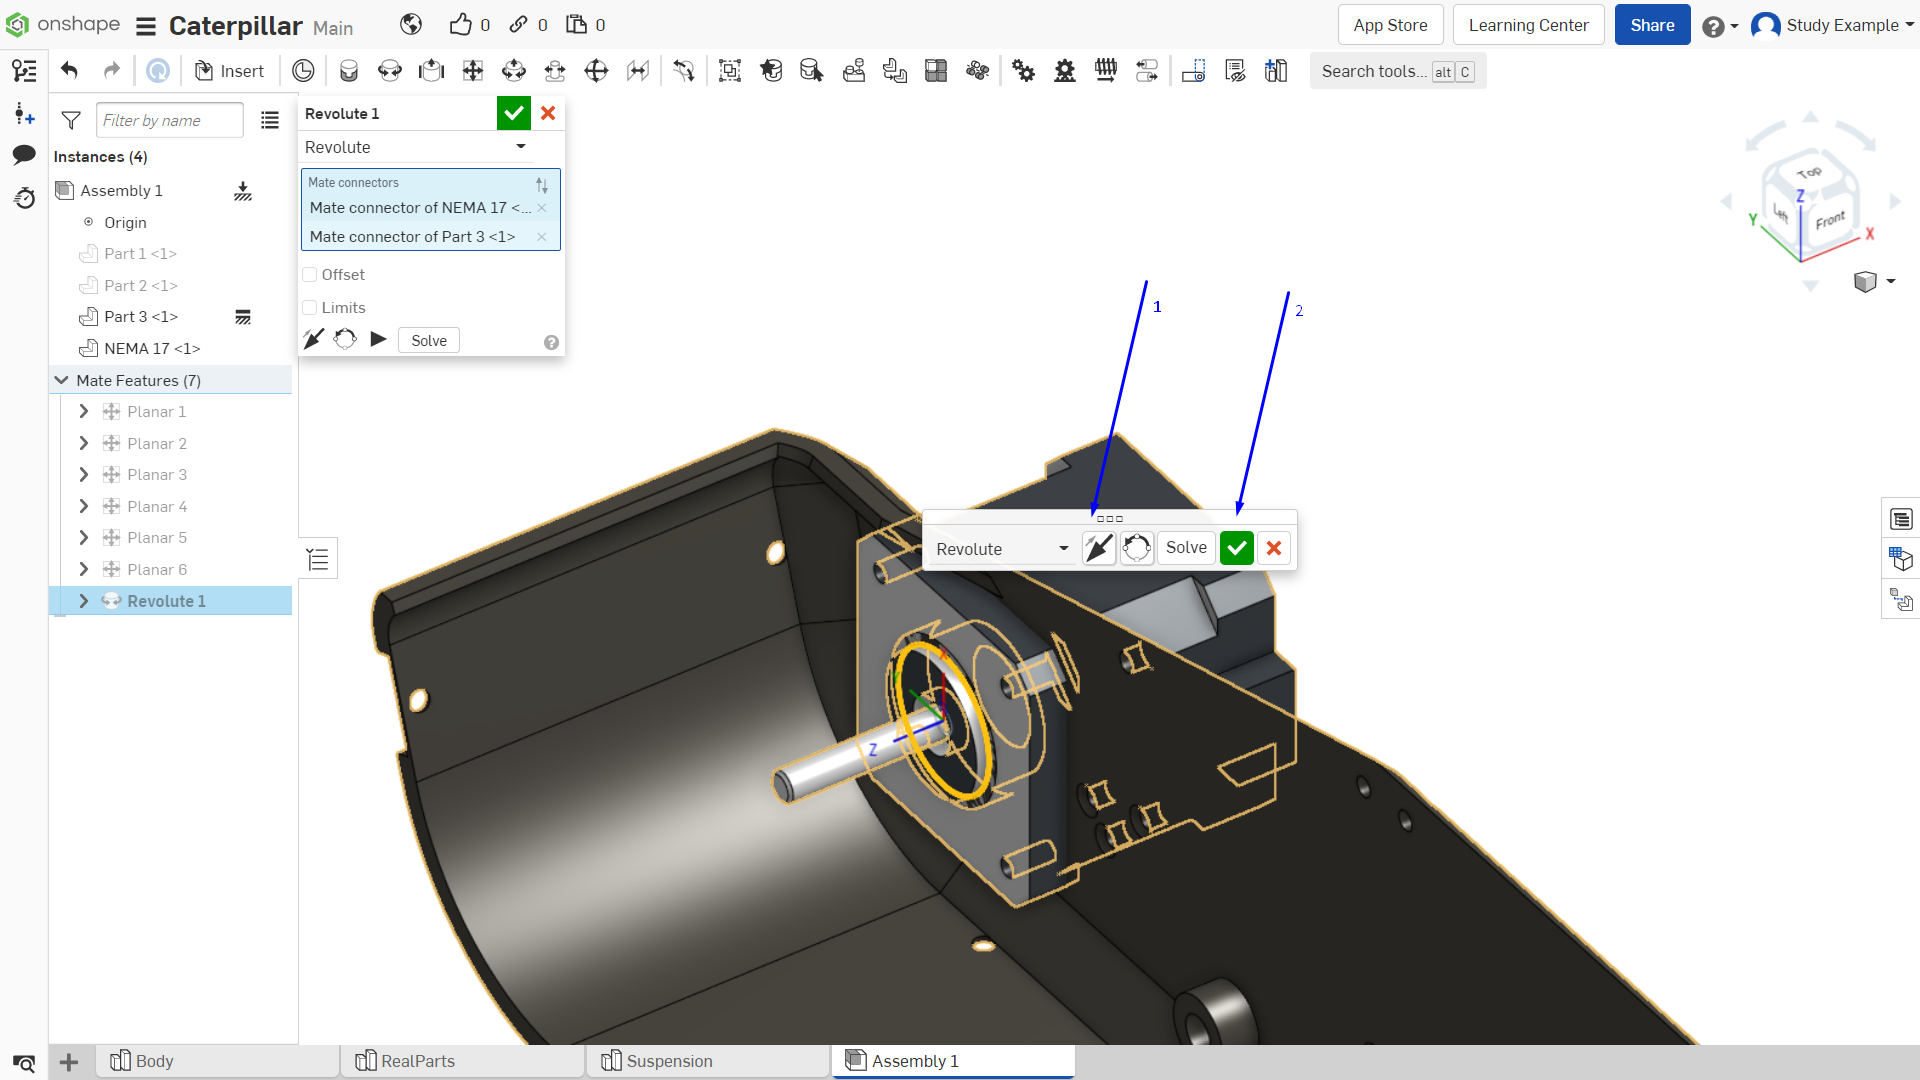 onshape Caterpillar Main 0 0 0 App Store Learning Center Share Study Example
Insert Search tools... alt C
Filter by name
Instances (4)
Assembly 1
Origin
Part 1 <1>
Part 2 <1>
Part 3 <1>
NEMA 17 <1>
Mate Features (7)
Planar 1
Planar 2
Planar 3
Planar 4
Planar 5
Planar 6
Revolute 1
Revolute 1
Revolute
Mate connectors
Mate connector of NEMA 17 <...
Mate connector of Part 3 <1>
Offset
Limits
Solve
1
2
Revolute Solve
X
Z
Top
Left
Front
Z
Y
X
Body RealParts Suspension Assembly 1